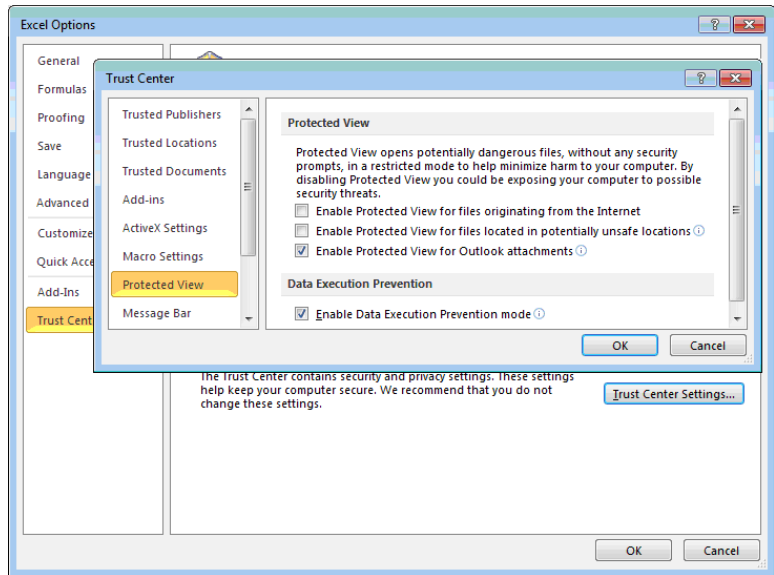 Excel Options
General
Formulas
Proofing
Save
Language
Advanced
Customize
Quick Acce
Add-Ins
Trust Cent
Trust Center
Trusted Publishers
Trusted Locations
Trusted Documents
Add-ins
ActiveX Settings
Macro Settings
Protected View
Message Bar
Protected View
Protected View opens potentially dangerous files, without any security
prompts, in a restricted mode to help minimize harm to your computer. By
disabling Protected View you could be exposing your computer to possible
security threats.
Enable Protected View for files originating from the Internet
Enable Protected View for files located in potentially unsafe locations
Enable Protected View for Outlook attachments
Data Execution Prevention
Enable Data Execution Prevention mode
OK
Cancel
The Trust Center contains security and privacy settings. These settings
help keep your computer secure. We recommend that you do not
change these settings.
Trust Center Settings...
OK
Cancel